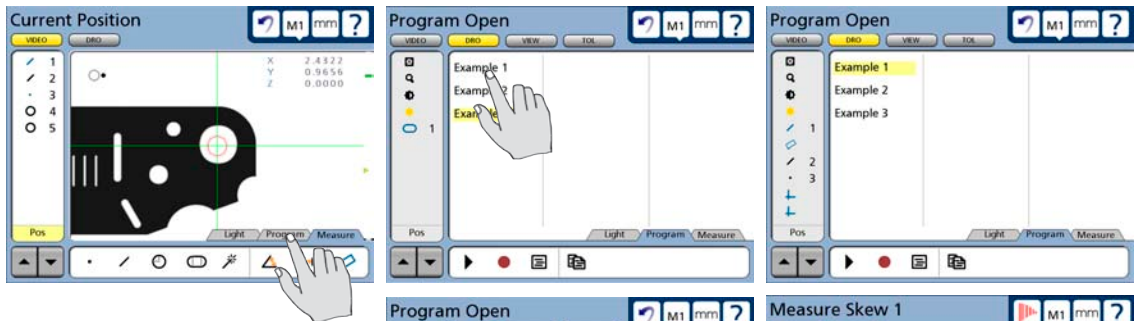 Current Position
M1 mm ?
VIDEO DRO
1
2
3
4
5
X 2.4322
Y 0.9656
Z 0.0000
Pos
Light Program Measure
Program Open
M1 mm ?
VIDEO DRO VIEW TOL
Example 1
Example 2
1
Pos
Light Program Measure
Program Open
M1 mm ?
VIDEO DRO VIEW TOL
Example 1
Example 2
Example 3
1
2
3
Pos
Light Program Measure
Program Open
M1 mm ?
Measure Skew 1
M1 mm ?